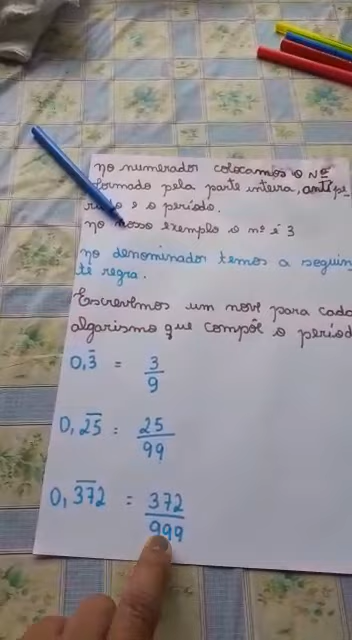 no numerador colocamos o Nº
formado pela parte inteira, antipe-
e o período.
no nosso exemplo o nº é 3
no denominador temos a seguin-
te regra.
Escrevemos um nove para cada
algarismo que compõe o períod
0,3̅ = 3/9
0,2̅5̅ = 25/99
0,3̅7̅2 = 372/999